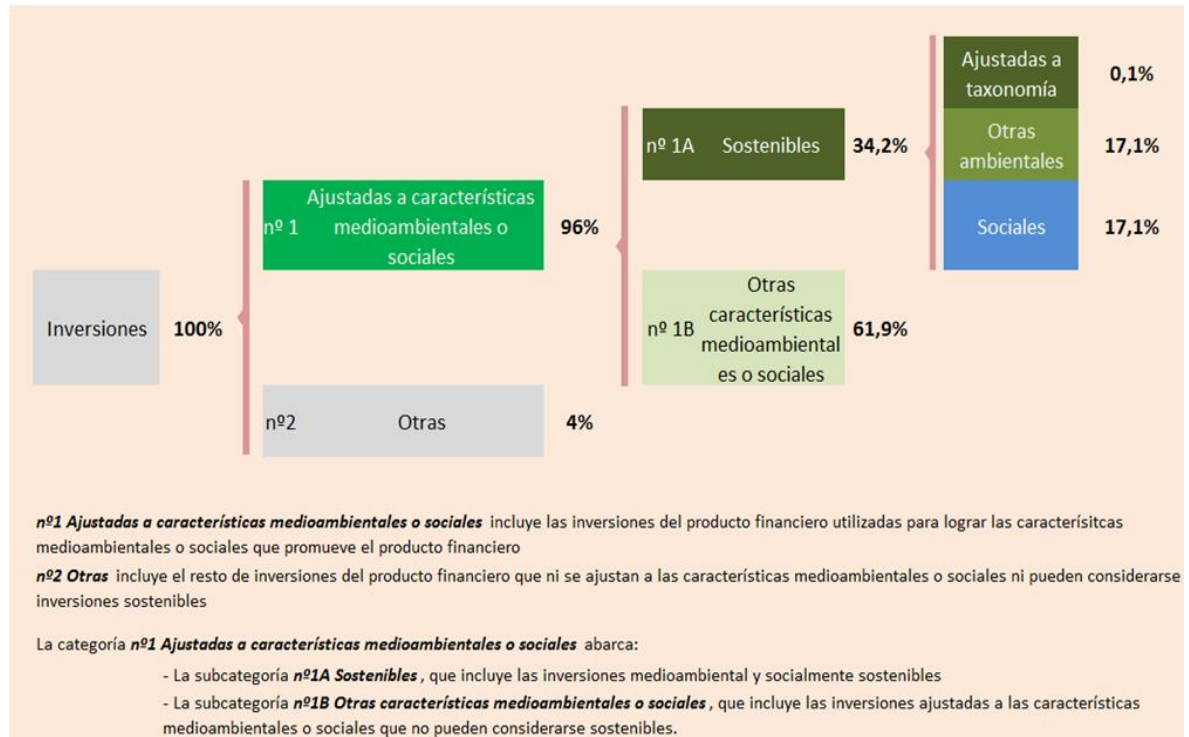 Ajustadas a
taxonomía
0,1%
nº 1A Sostenibles 34,2%
Otras
ambientales
17,1%
nº 1 Ajustadas a características
medioambientales o
sociales
96%
Sociales 17,1%
Inversiones 100%
nº 1B Otras
características
medioambiental
es o sociales
61,9%
nº2 Otras 4%
nº1 Ajustadas a características medioambientales o sociales incluye las inversiones del producto financiero utilizadas para lograr las caracterísitcas
medioambientales o sociales que promueve el producto financiero
nº2 Otras incluye el resto de inversiones del producto financiero que ni se ajustan a las características medioambientales o sociales ni pueden considerarse
inversiones sostenibles
La categoría nº1 Ajustadas a características medioambientales o sociales abarca:
- La subcategoría nº1A Sostenibles, que incluye las inversiones medioambiental y socialmente sostenibles
- La subcategoría nº1B Otras características medioambientales o sociales, que incluye las inversiones ajustadas a las características
medioambientales o sociales que no pueden considerarse sostenibles.